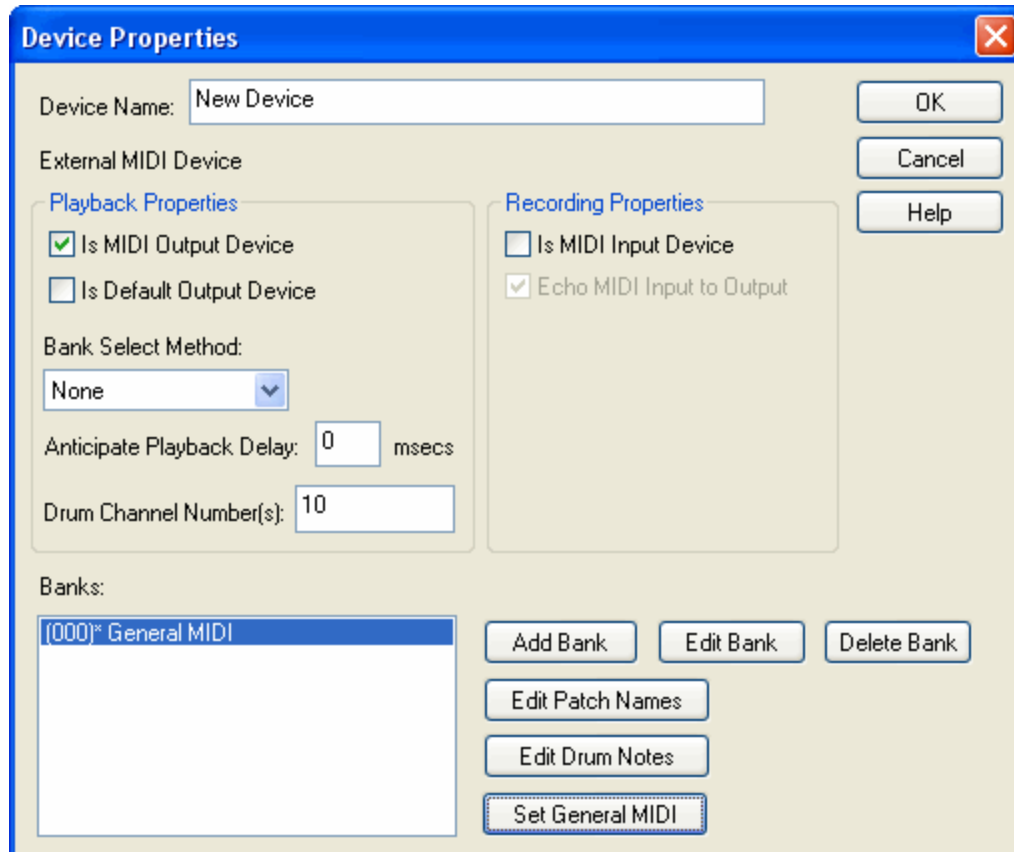 Device Properties
Device Name: New Device
OK
External MIDI Device
Cancel
Help
Playback Properties
Is MIDI Output Device
Is Default Output Device
Bank Select Method:
None
Anticipate Playback Delay: 0 msecs
Drum Channel Number(s): 10
Recording Properties
Is MIDI Input Device
Echo MIDI Input to Output
Banks:
(000)* General MIDI
Add Bank Edit Bank Delete Bank
Edit Patch Names
Edit Drum Notes
Set General MIDI